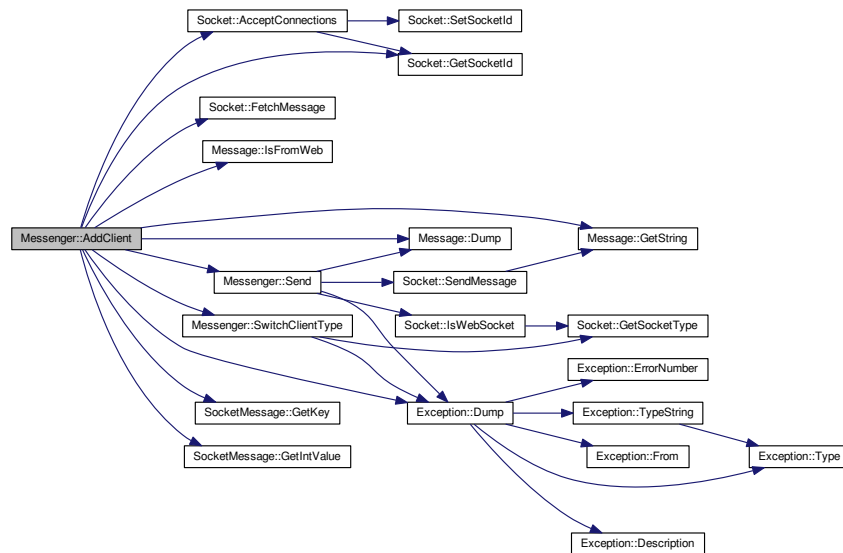 Socket::AcceptConnections
Socket::SetSocketId
Socket::GetSocketId
Socket::FetchMessage
Message::IsFromWeb
Messenger::AddClient
Message::Dump
Message::GetString
Messenger::Send
Socket::SendMessage
Messenger::SwitchClientType
Socket::IsWebSocket
Socket::GetSocketType
Exception::ErrorNumber
SocketMessage::GetKey
Exception::Dump
Exception::TypeString
SocketMessage::GetIntValue
Exception::From
Exception::Type
Exception::Description